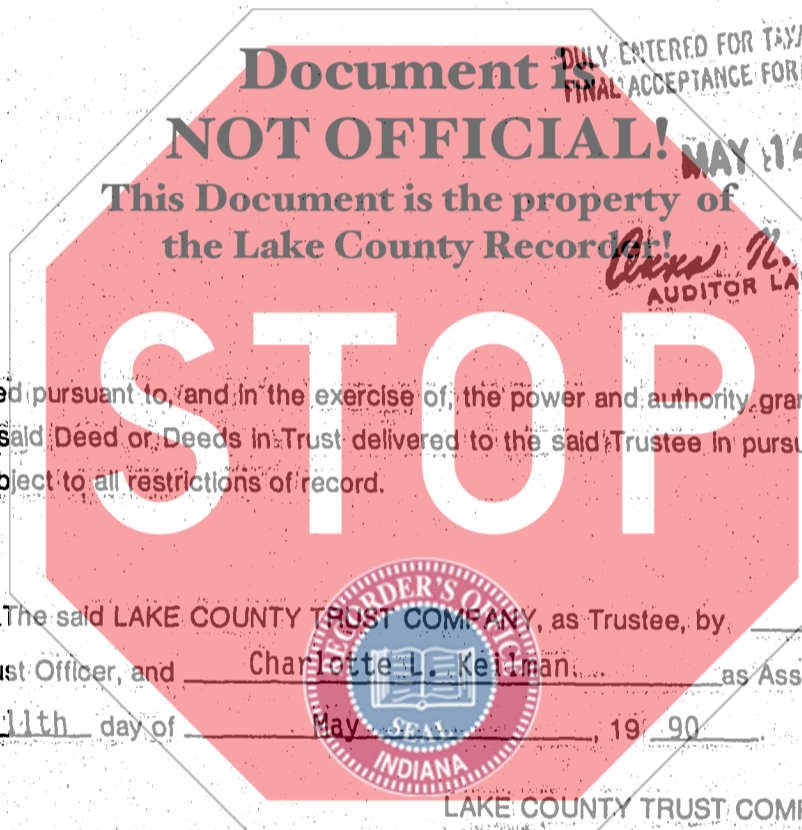 Document is
NOT OFFICIAL!
This Document is the property of
the Lake County Recorder!
DULY ENTERED FOR TAXA
FINAL ACCEPTANCE FOR
MAY 14
Anna N.
AUDITOR LA
STOP
ed pursuant to, and in the exercise of, the power and authority gran
said Deed or Deeds in Trust delivered to the said Trustee in pursu
bject to all restrictions of record.
The said LAKE COUNTY TRUST COMPANY, as Trustee, by
ust Officer, and Charlotte L. Keilman as Ass
11th day of May, 19 90.
RECORDER'S OFFICE
SEAL
INDIANA
LAKE COUNTY TRUST COMP